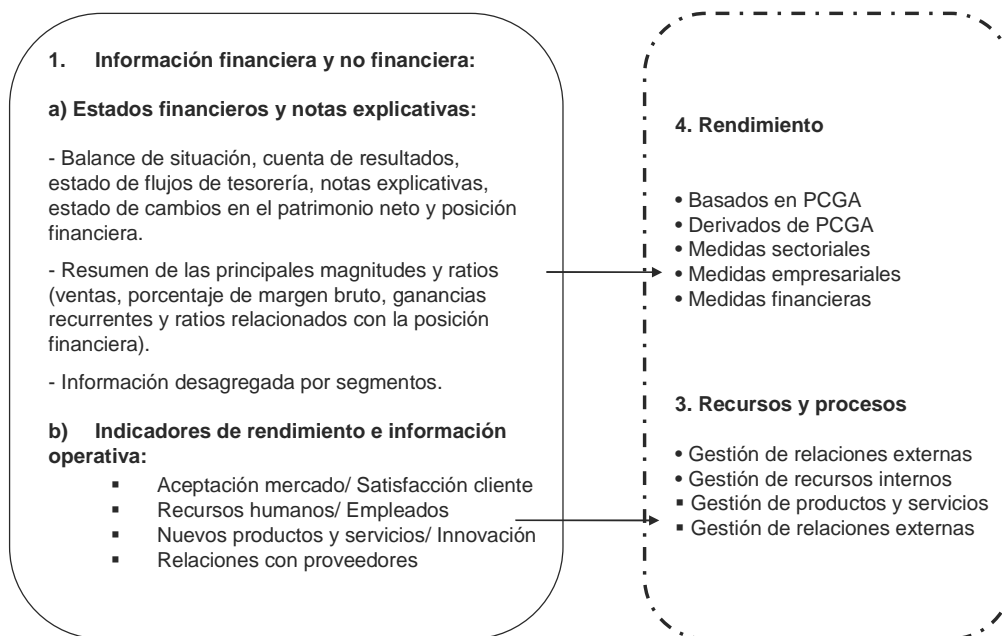 1. Información financiera y no financiera:
a) Estados financieros y notas explicativas:
- Balance de situación, cuenta de resultados,
estado de flujos de tesorería, notas explicativas,
estado de cambios en el patrimonio neto y posición
financiera.
- Resumen de las principales magnitudes y ratios
(ventas, porcentaje de margen bruto, ganancias
recurrentes y ratios relacionados con la posición
financiera).
- Información desagregada por segmentos.
b) Indicadores de rendimiento e información
operativa:
▪ Aceptación mercado/ Satisfacción cliente
▪ Recursos humanos/ Empleados
▪ Nuevos productos y servicios/ Innovación
▪ Relaciones con proveedores
4. Rendimiento
• Basados en PCGA
• Derivados de PCGA
• Medidas sectoriales
• Medidas empresariales
• Medidas financieras
3. Recursos y procesos
• Gestión de relaciones externas
• Gestión de recursos internos
▪ Gestión de productos y servicios
▪ Gestión de relaciones externas